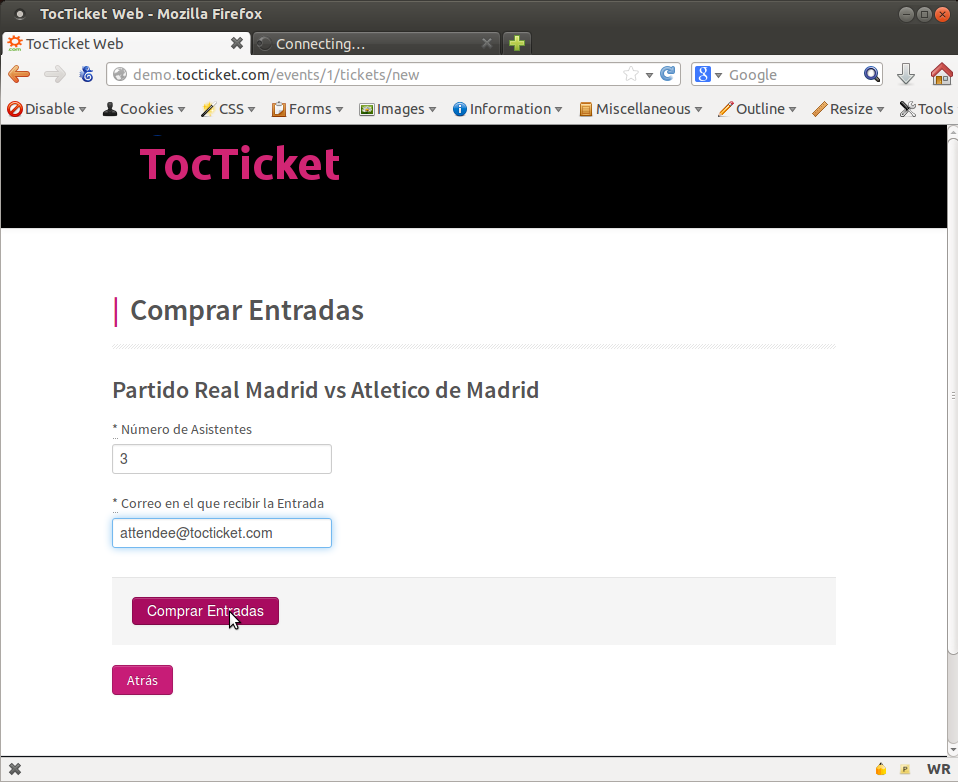 TocTicket Web - Mozilla Firefox
TocTicket Web
Connecting…
demo.tocticket.com/events/1/tickets/new
Google
Disable Cookies CSS Forms Images Information Miscellaneous Outline Resize Tools
TocTicket
Comprar Entradas
Partido Real Madrid vs Atletico de Madrid
* Número de Asistentes
3
* Correo en el que recibir la Entrada
attendee@tocticket.com
Comprar Entradas
Atrás
WR